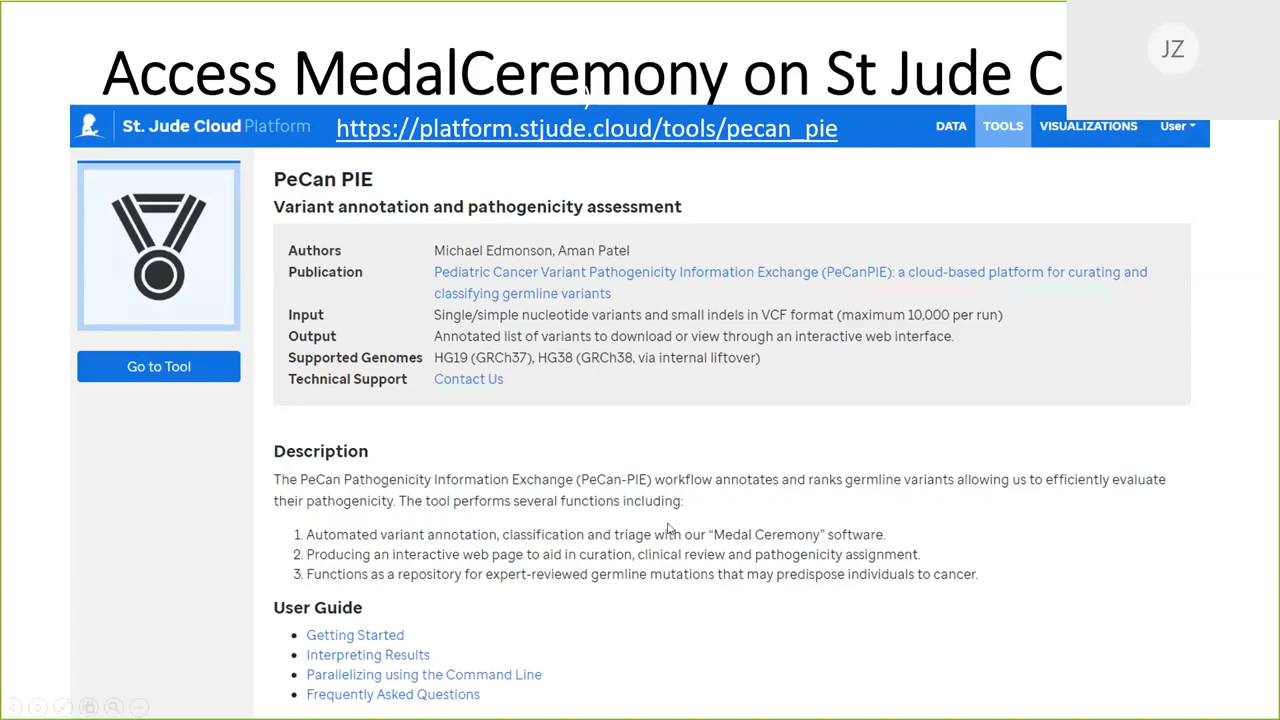 Access MedalCeremony on St Jude C
JZ
St. Jude Cloud Platform
https://platform.stjude.cloud/tools/pecan_pie
DATA
TOOLS
VISUALIZATIONS
User
PeCan PIE
Variant annotation and pathogenicity assessment
Authors Michael Edmonson, Aman Patel
Publication Pediatric Cancer Variant Pathogenicity Information Exchange (PeCanPIE): a cloud-based platform for curating and
classifying germline variants
Input Single/simple nucleotide variants and small indels in VCF format (maximum 10,000 per run)
Output Annotated list of variants to download or view through an interactive web interface.
Supported Genomes HG19 (GRCh37), HG38 (GRCh38, via internal liftover)
Technical Support Contact Us
Go to Tool
Description
The PeCan Pathogenicity Information Exchange (PeCan-PIE) workflow annotates and ranks germline variants allowing us to efficiently evaluate
their pathogenicity. The tool performs several functions including:
1. Automated variant annotation, classification and triage with our “Medal Ceremony” software.
2. Producing an interactive web page to aid in curation, clinical review and pathogenicity assignment.
3. Functions as a repository for expert-reviewed germline mutations that may predispose individuals to cancer.
User Guide
• Getting Started
• Interpreting Results
• Parallelizing using the Command Line
• Frequently Asked Questions